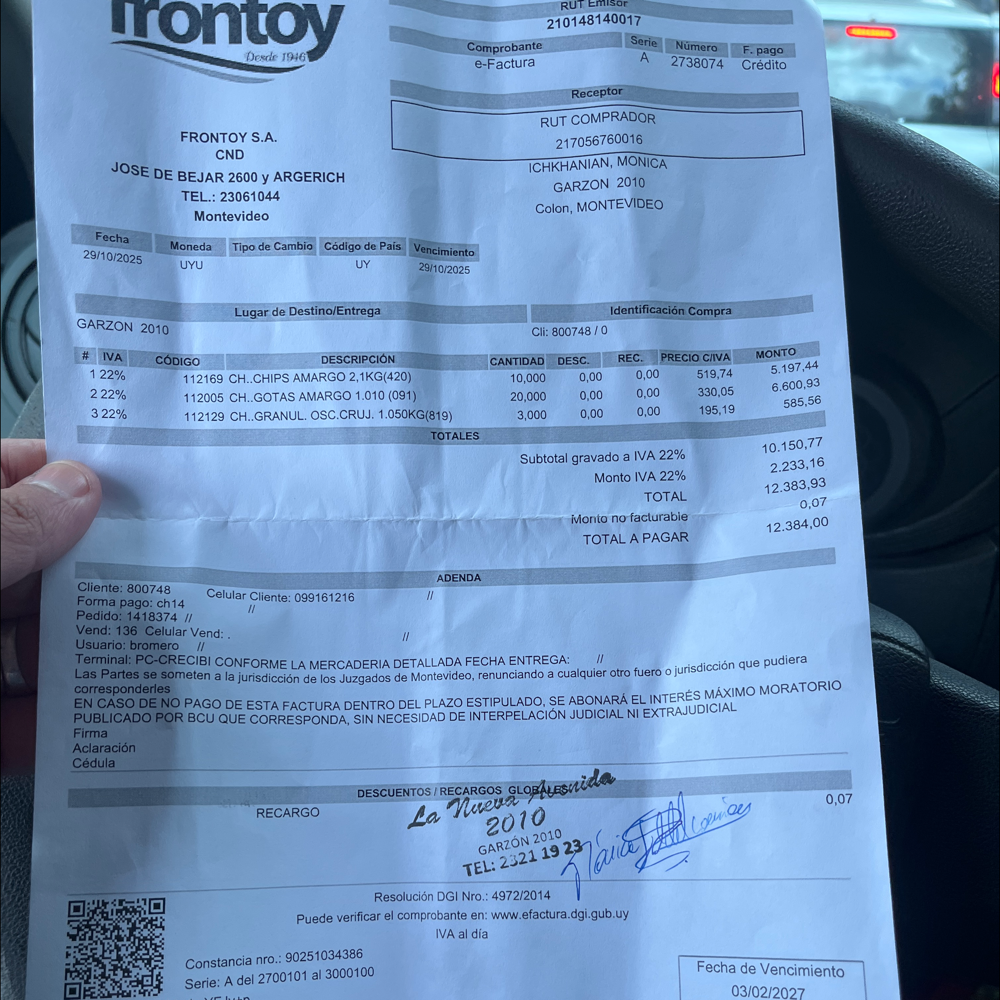 frontoy
Desde 1946
RUT Emisor
210148140017
Comprobante Serie Número F. pago
e-Factura A 2738074 Crédito
Receptor
RUT COMPRADOR
217056760016
ICHKHANIAN, MONICA
GARZON 2010
Colon, MONTEVIDEO
FRONTOY S.A.
CND
JOSE DE BEJAR 2600 y ARGERICH
TEL.: 23061044
Montevideo
Fecha Moneda Tipo de Cambio Código de País Vencimiento
29/10/2025 UYU UY 29/10/2025
Lugar de Destino/Entrega Identificación Compra
GARZON 2010 Cli: 800748 / 0
# IVA CÓDIGO DESCRIPCIÓN CANTIDAD DESC. REC. PRECIO C/IVA MONTO
1 22% 112169 CH..CHIPS AMARGO 2,1KG(420) 10,000 0,00 0,00 519,74 5.197,44
2 22% 112005 CH..GOTAS AMARGO 1.010 (091) 20,000 0,00 0,00 330,05 6.600,93
3 22% 112129 CH..GRANUL. OSC.CRUJ. 1.050KG(819) 3,000 0,00 0,00 195,19 585,56
TOTALES
Subtotal gravado a IVA 22% 10.150,77
Monto IVA 22% 2.233,16
TOTAL 12.383,93
Monto no facturable 0,07
TOTAL A PAGAR 12.384,00
ADENDA
Cliente: 800748 Celular Cliente: 099161216 //
Forma pago: ch14 //
Pedido: 1418374 //
Vend: 136 Celular Vend: . //
Usuario: bromero //
Terminal: PC-CRECIBI CONFORME LA MERCADERIA DETALLADA FECHA ENTREGA: //
Las Partes se someten a la jurisdicción de los Juzgados de Montevideo, renunciando a cualquier otro fuero o jurisdicción que pudiera
corresponderles
EN CASO DE NO PAGO DE ESTA FACTURA DENTRO DEL PLAZO ESTIPULADO, SE ABONARÁ EL INTERÉS MÁXIMO MORATORIO
PUBLICADO POR BCU QUE CORRESPONDA, SIN NECESIDAD DE INTERPELACIÓN JUDICIAL NI EXTRAJUDICIAL
Firma
Aclaración
Cédula
DESCUENTOS / RECARGOS GLOBALES
RECARGO 0,07
La Nueva Avenida
2010
GARZÓN 2010
TEL: 2321 19 23
Resolución DGI Nro.: 4972/2014
Puede verificar el comprobante en: www.efactura.dgi.gub.uy
IVA al día
Constancia nro.: 90251034386
Serie: A del 2700101 al 3000100
Fecha de Vencimiento
03/02/2027